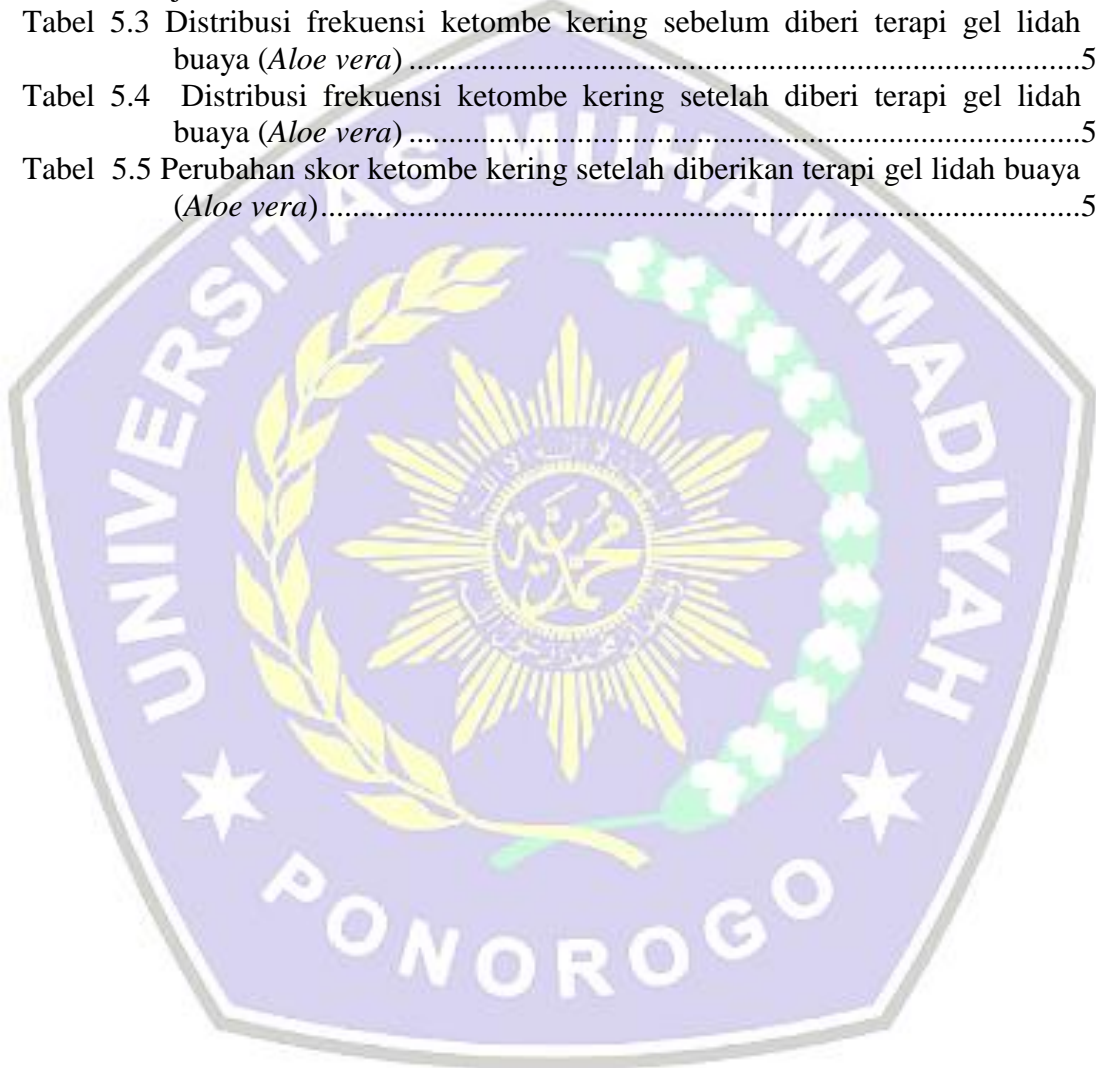 Tabel 5.3 Distribusi frekuensi ketombe kering sebelum diberi terapi gel lidah
buaya (Aloe vera) ....................................................................................5
Tabel 5.4 Distribusi frekuensi ketombe kering setelah diberi terapi gel lidah
buaya (Aloe vera) ....................................................................................5
Tabel 5.5 Perubahan skor ketombe kering setelah diberikan terapi gel lidah buaya
(Aloe vera)...............................................................................................5
UNIVERSITAS MUHAMMADIYAH
PONOROGO